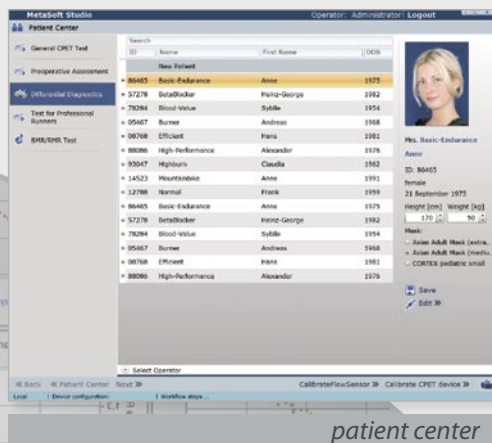 MetaSoft Studio
Operator: Administrator| Logout
Patient Center
General CPET Test
Preoperative Assessment
Differential Diagnostics
Test for Professional
Runners
BMR/RMR Test
Search
ID Name First Name DOB
New Patient
86465 Basic-Endurance Anne 1975
57278 BetaBlocker Heinz-George 1982
78284 Blood-Value Sybille 1954
05467 Burner Andreas 1968
08768 Efficient Hans 1981
88086 High-Performance Alexander 1976
93047 Highburn Claudia 1962
14523 Mountainbike Anne 1991
12788 Normal Frank 1959
86465 Basic-Endurance Anne 1975
57278 BetaBlocker Heinz-George 1982
78284 Blood-Value Sybille 1954
05467 Burner Andreas 1968
08768 Efficient Hans 1981
88086 High-Performance Alexander 1976
Mrs. Basic-Endurance
Anne
ID: 86465
female
21 September 1975
Height [cm] Weight [kg]
170 50
Mask:
Asian Adult Mask (extra...
Asian Adult Mask (mediu...
CORTEX pediatric small
Save
Edit
Select Operator
Back Patient Center Next CalibrateFlowSensor Calibrate CPET device
Local Device configuration: Workflow steps ...
patient center